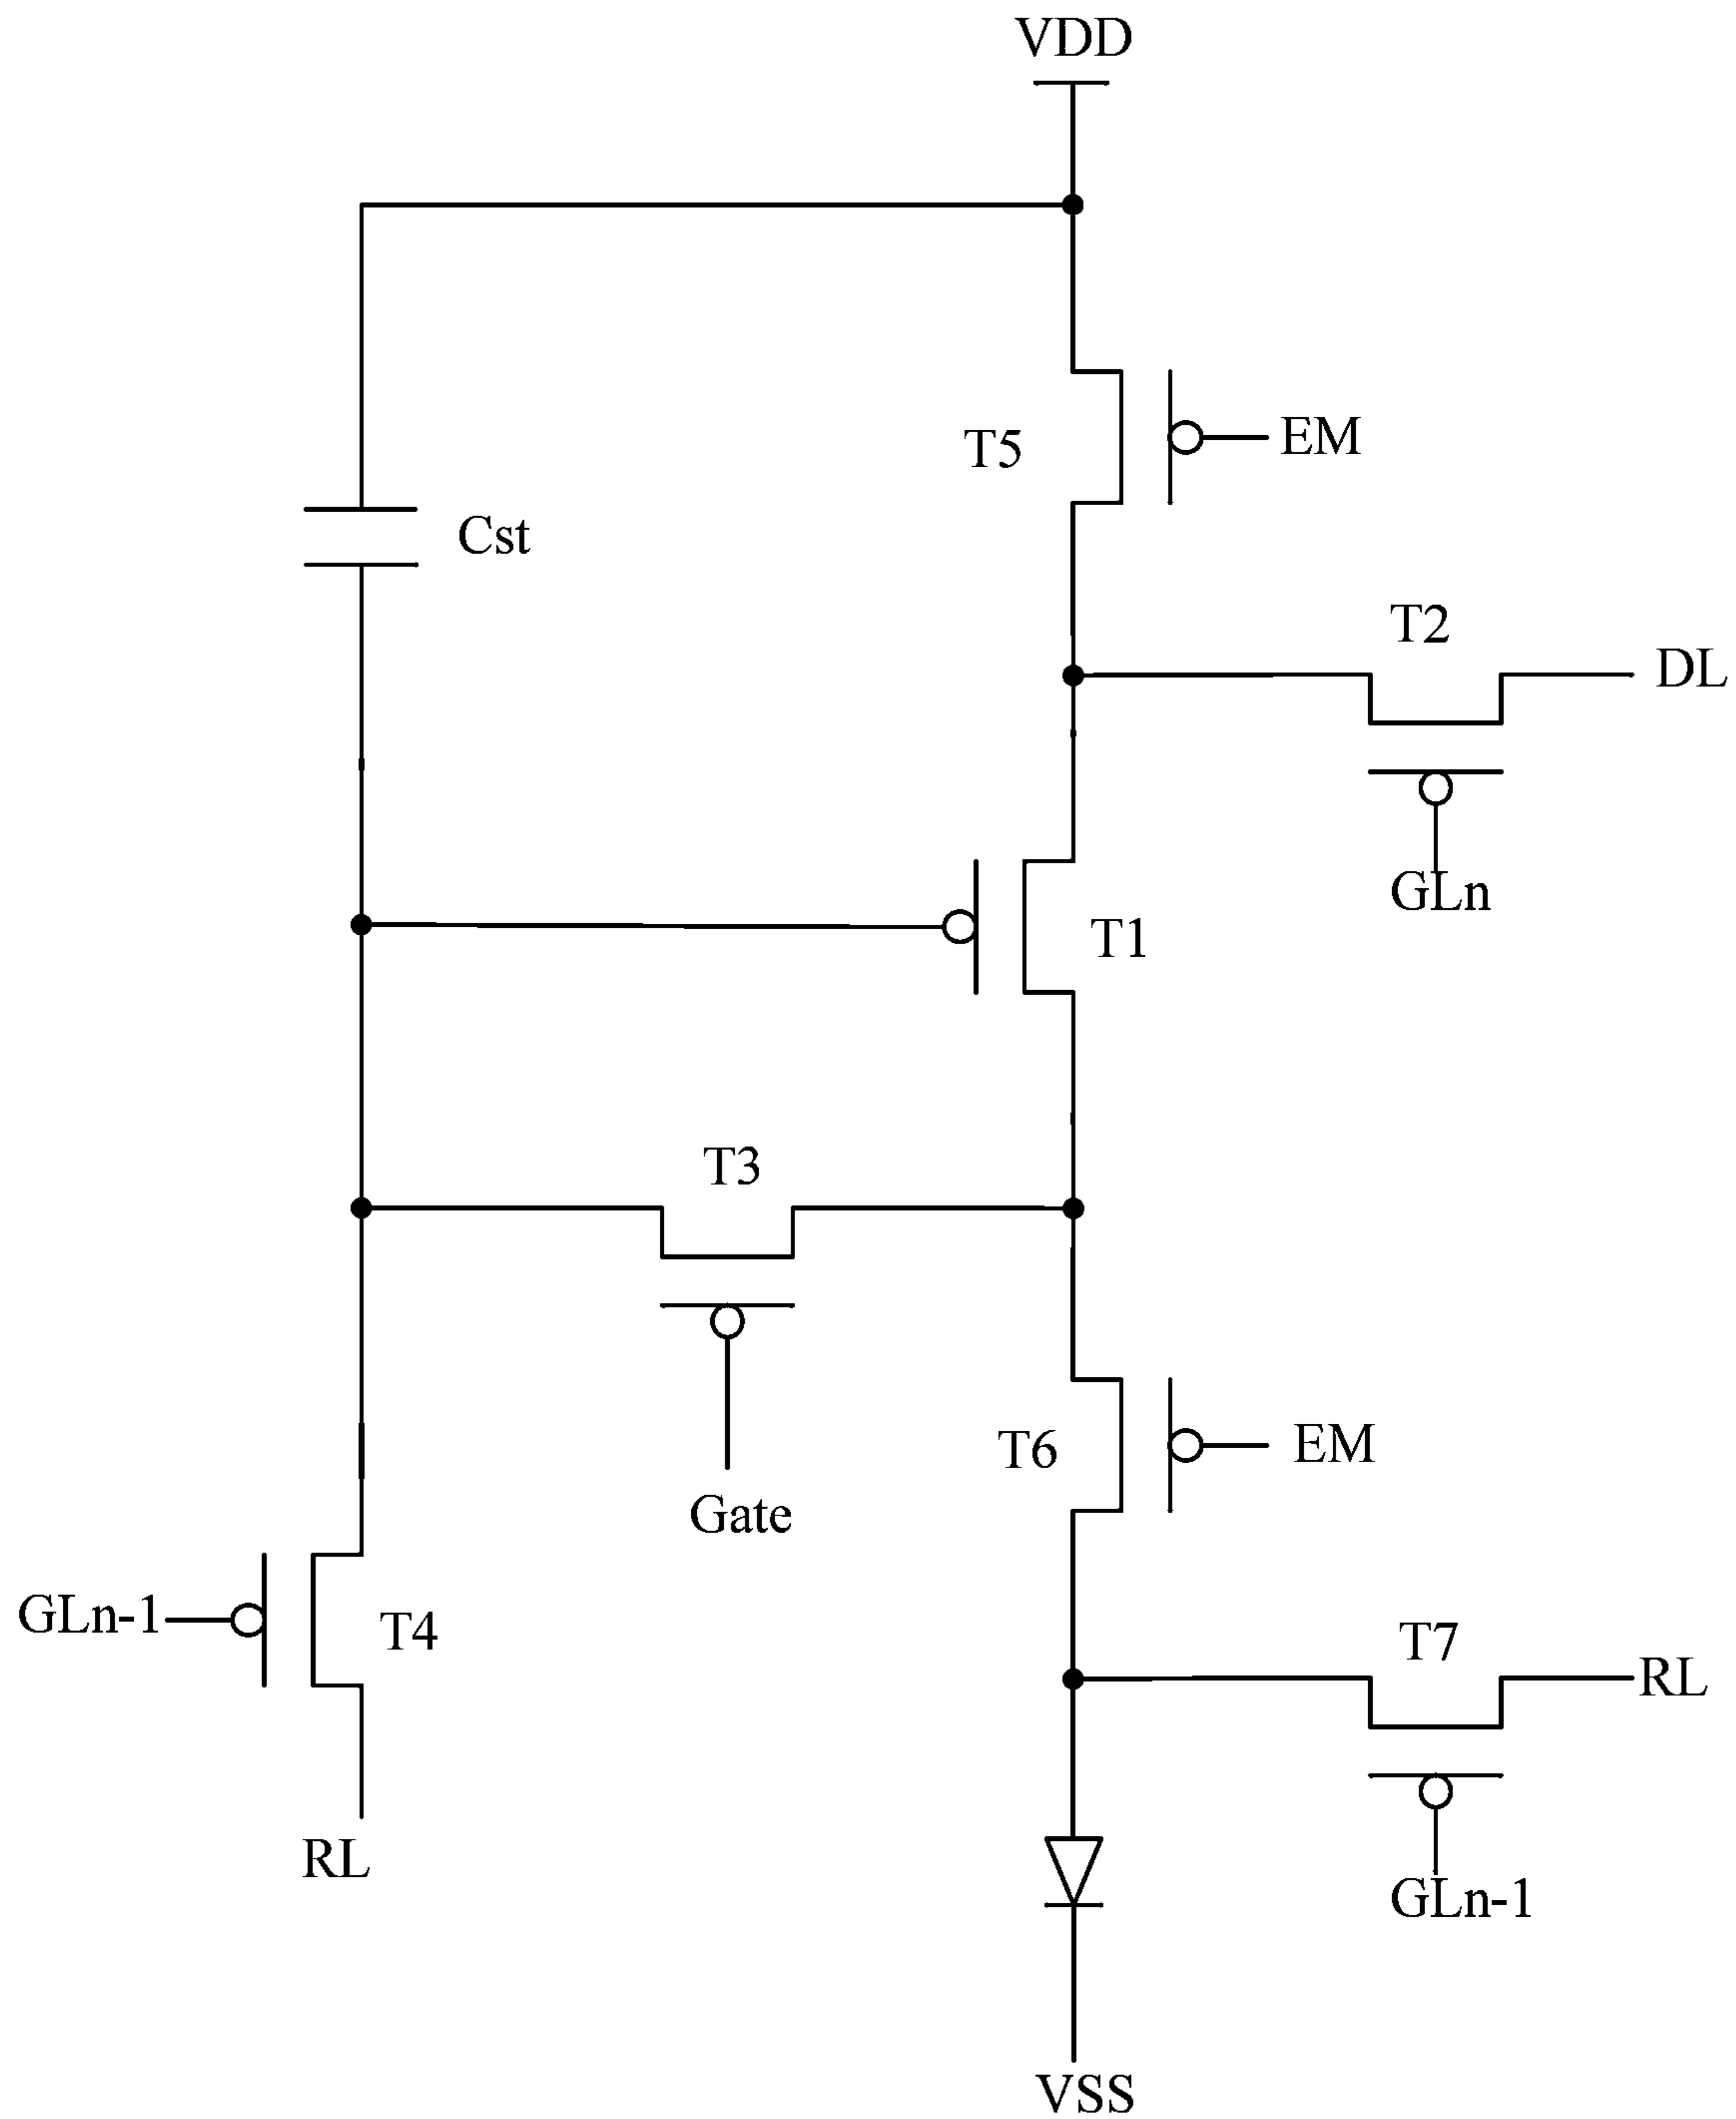 VDD
T5
EM
Cst
T2
DL
GLn
T1
T3
Gate
T6
EM
GLn-1
T4
T7
RL
RL
GLn-1
VSS